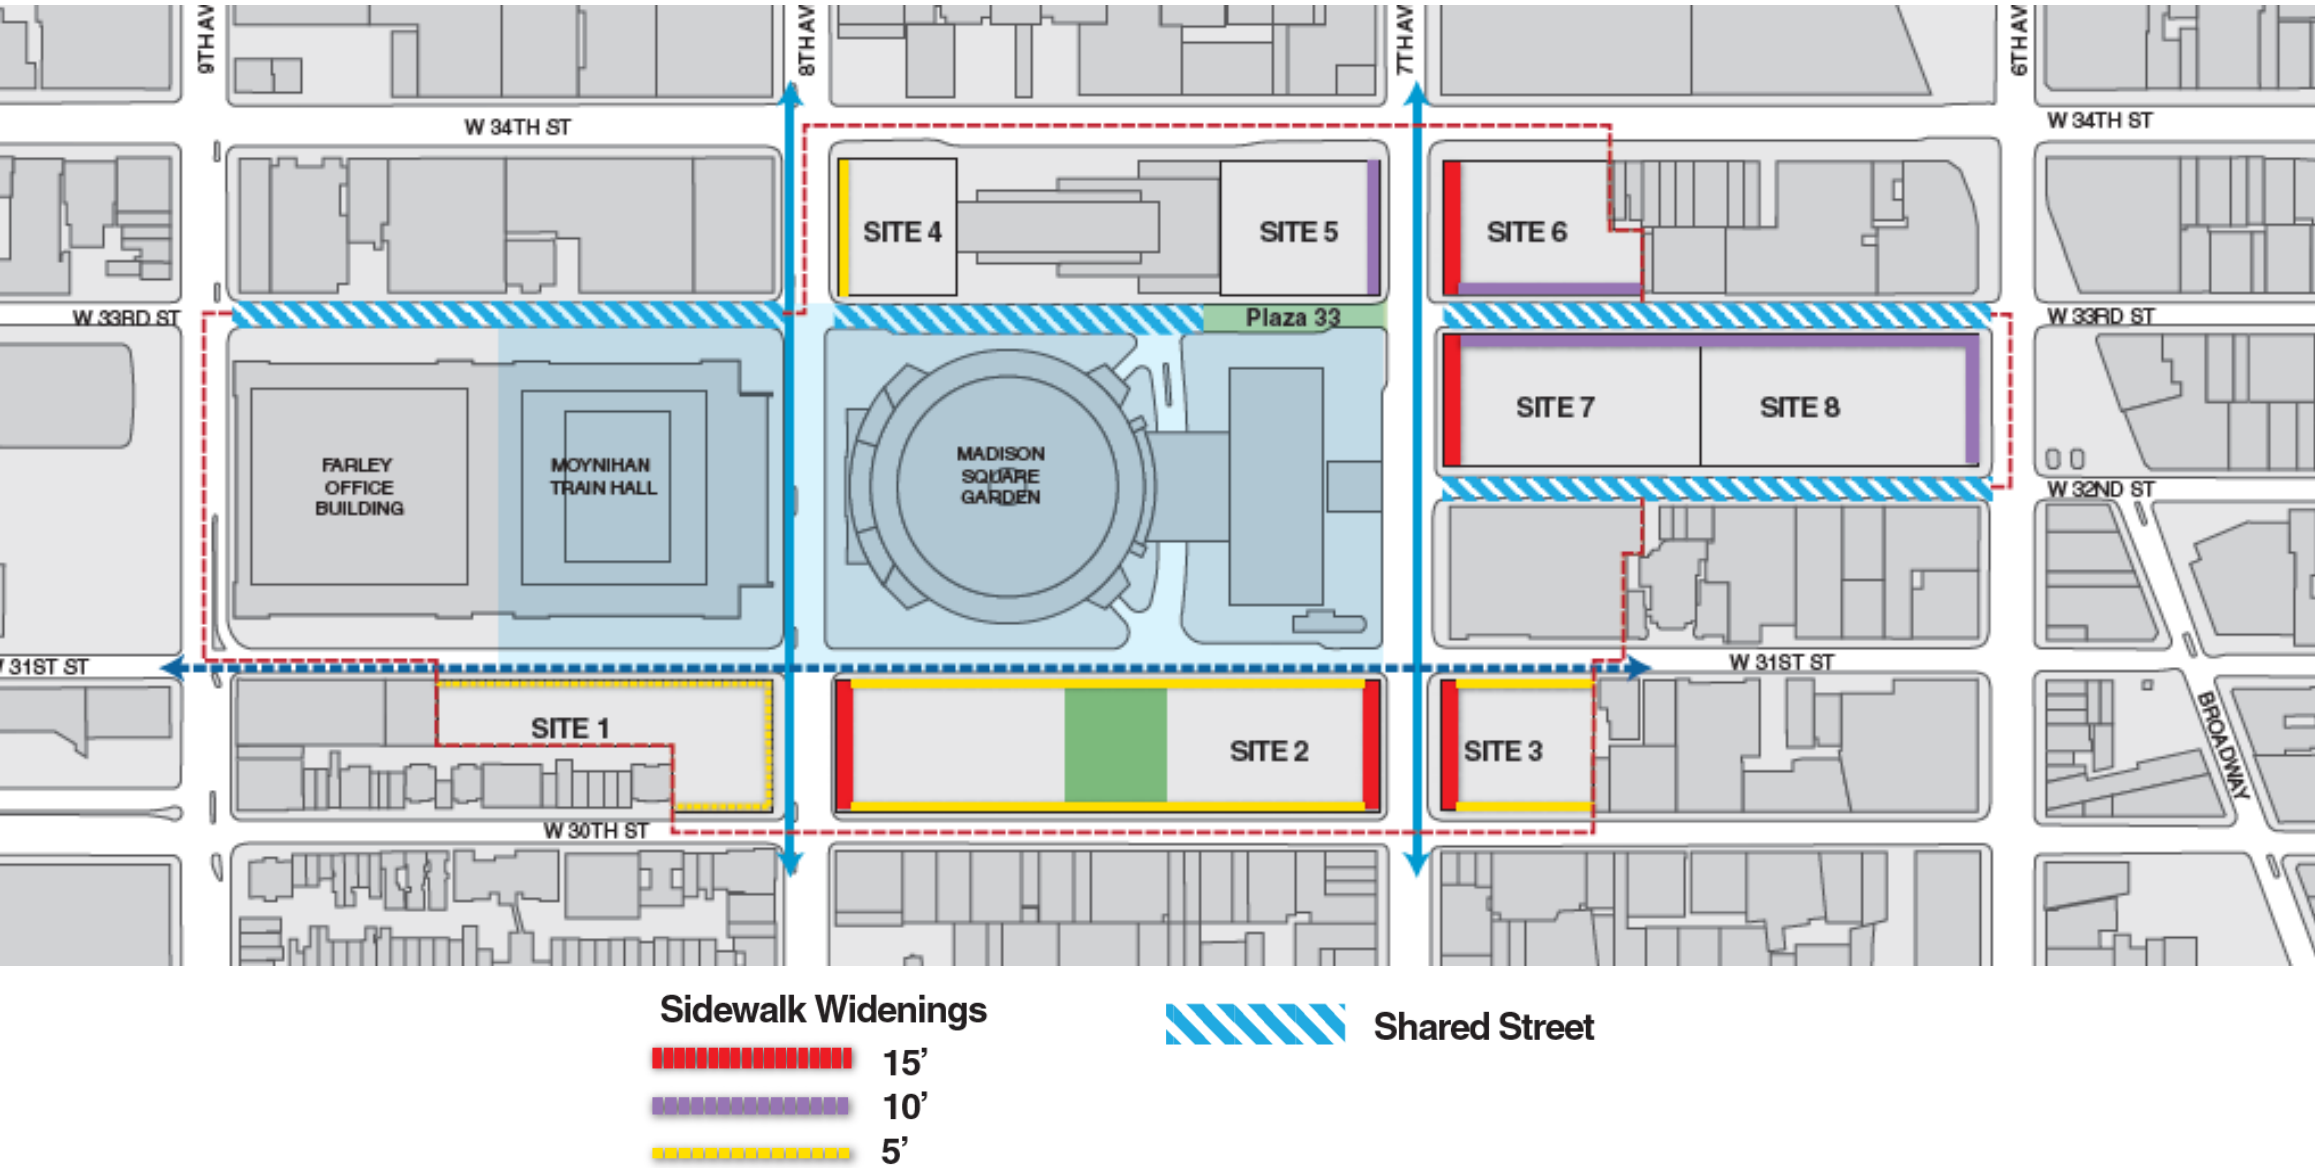 9TH AV
8TH AV
7TH AV
6TH AV
W 34TH ST
W 34TH ST
SITE 4
SITE 5
SITE 6
W 33RD ST
Plaza 33
W 33RD ST
SITE 7
SITE 8
FARLEY
OFFICE
BUILDING
MOYNIHAN
TRAIN HALL
MADISON
SQUARE
GARDEN
W 32ND ST
W 31ST ST
W 31ST ST
SITE 1
SITE 2
SITE 3
BROADWAY
W 30TH ST
Sidewalk Widenings
15’
10’
5’
Shared Street